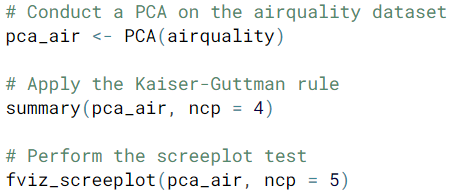 # Conduct a PCA on the airquality dataset
pca_air <- PCA(airquality)
# Apply the Kaiser-Guttman rule
summary(pca_air, ncp = 4)
# Perform the screeplot test
fviz_screeplot(pca_air, ncp = 5)